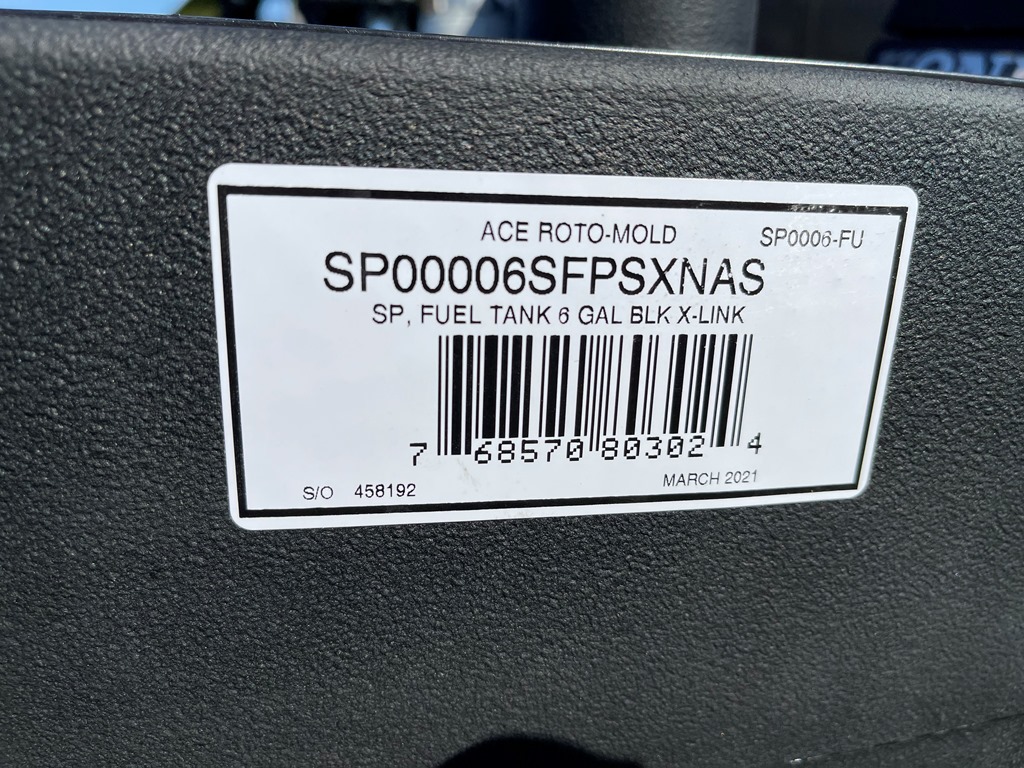 ACE ROTO-MOLD
SP0006-FU
SP00006SFPSXNAS
SP, FUEL TANK 6 GAL BLK X-LINK
7 68570 80302 4
S/O 458192
MARCH 2021